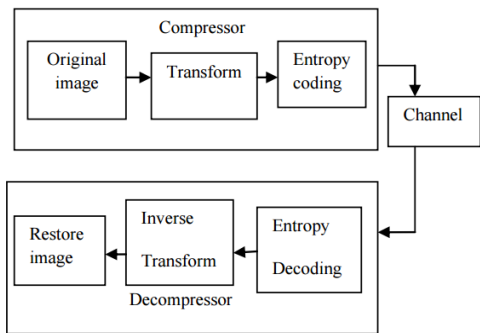 Compressor
Original
image
Transform
Entropy
coding
Channel
Restore
image
Inverse
Transform
Entropy
Decoding
Decompressor